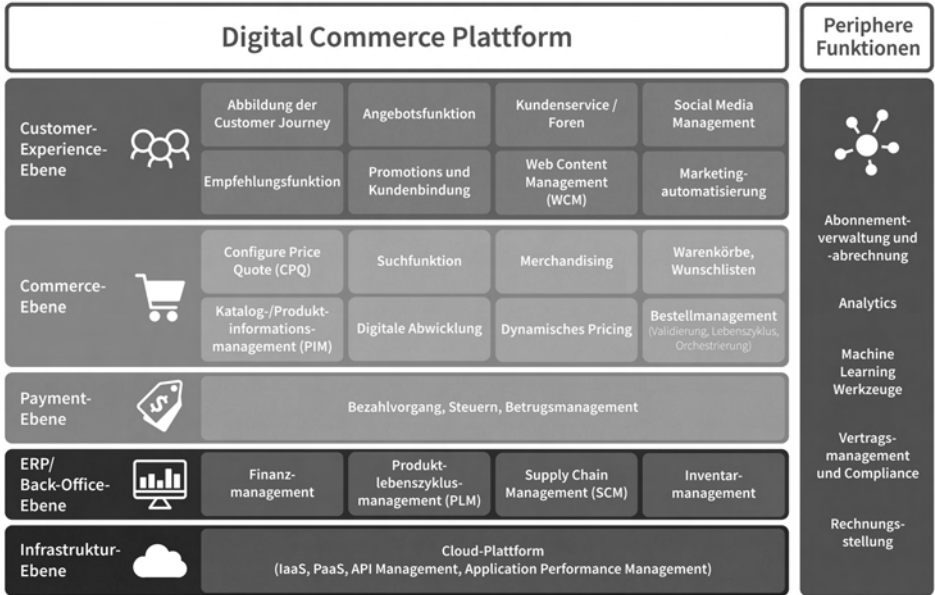 Digital Commerce Plattform
Periphere
Funktionen
Customer-
Experience-
Ebene
Abbildung der
Customer Journey
Angebotsfunktion
Kundenservice /
Foren
Social Media
Management
Empfehlungsfunktion
Promotions und
Kundenbindung
Web Content
Management
(WCM)
Marketing-
automatisierung
Commerce-
Ebene
Configure Price
Quote (CPQ)
Suchfunktion
Merchandising
Warenkörbe,
Wunschlisten
Katalog-/Produkt-
informations-
management (PIM)
Digitale Abwicklung
Dynamisches Pricing
Bestellmanagement
(Validierung, Lebenszyklus,
Orchestrierung)
Payment-
Ebene
Bezahlvorgang, Steuern, Betrugsmanagement
ERP/
Back-Office-
Ebene
Finanz-
management
Produkt-
lebenszyklus-
management (PLM)
Supply Chain
Management (SCM)
Inventar-
management
Infrastruktur-
Ebene
Cloud-Plattform
(IaaS, PaaS, API Management, Application Performance Management)
Abonnement-
verwaltung und
-abrechnung
Analytics
Machine
Learning
Werkzeuge
Vertrags-
management
und Compliance
Rechnungs-
stellung